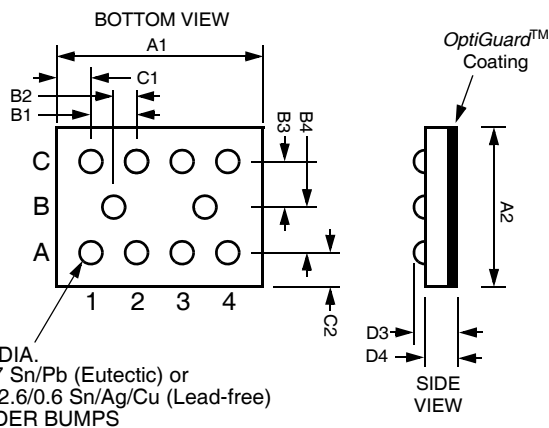 BOTTOM VIEW
A1
OptiGuard™
Coating
C1
B2
B1
B3
B4
C
B
A
A2
1 2 3 4
C2
D3
D4
SIDE
VIEW
DIA.
Sn/Pb (Eutectic) or
2.6/0.6 Sn/Ag/Cu (Lead-free)
DER BUMPS